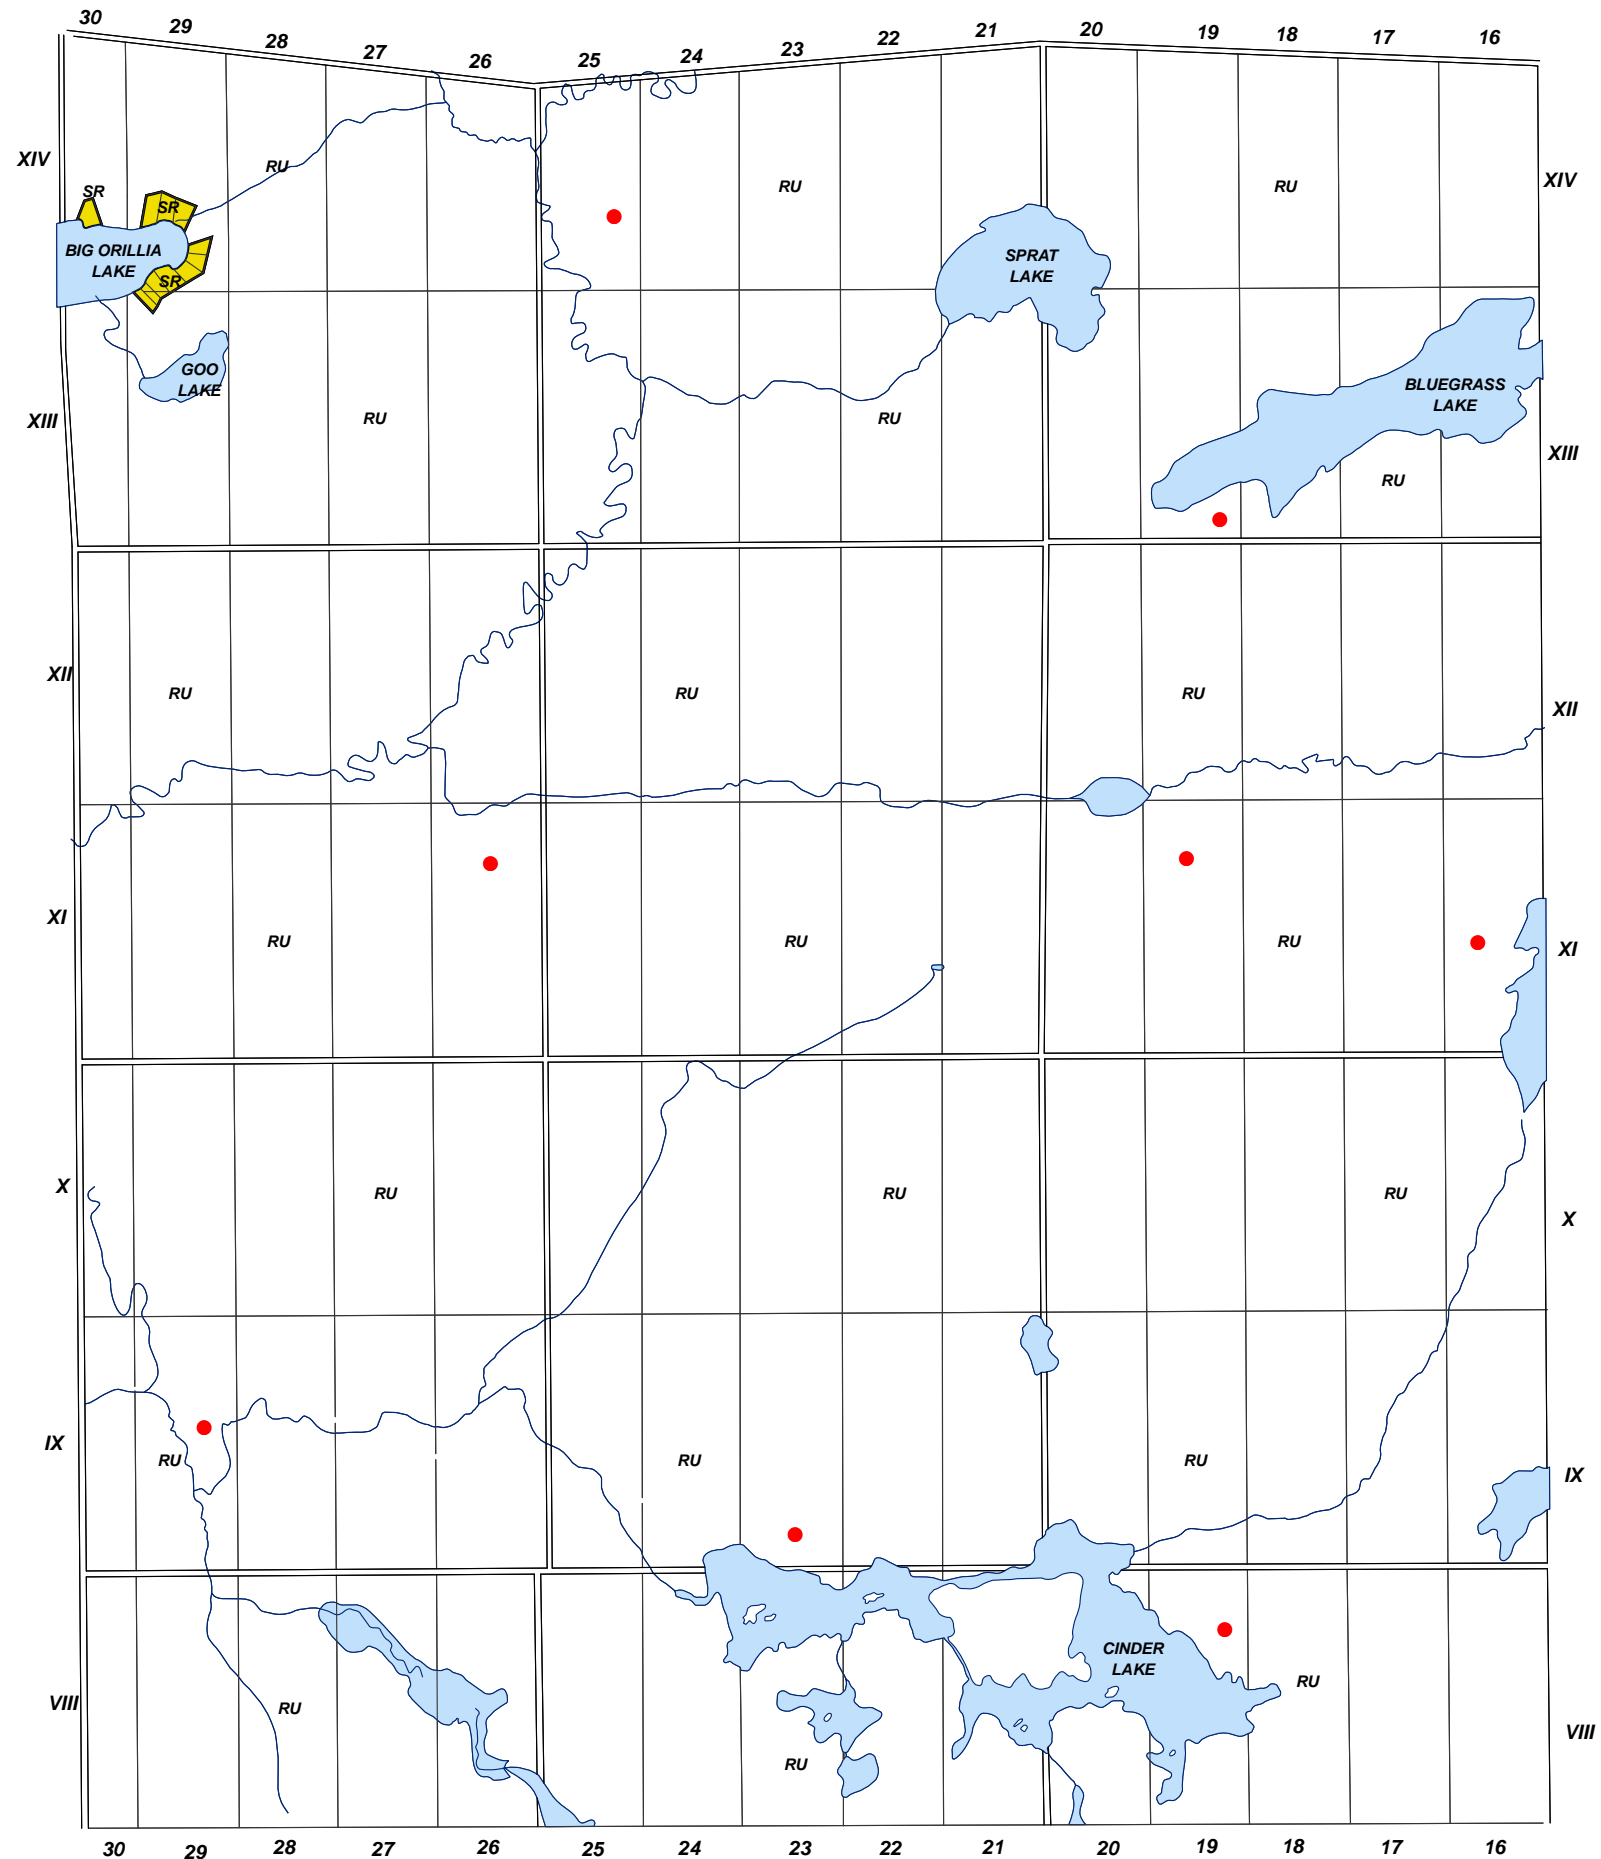 30 29 28 27 26 25 24 23 22 21 20 19 18 17 16
XIV RU RU RU XIV
SR SR
BIG ORILLIA
LAKE
SR
SPRAT
LAKE
GOO
LAKE
BLUEGRASS
LAKE
XIII RU RU RU XIII
XII RU RU RU XII
XI RU RU RU XI
X RU RU RU X
IX RU RU RU IX
CINDER
LAKE
VIII RU RU RU VIII
30 29 28 27 26 25 24 23 22 21 20 19 18 17 16